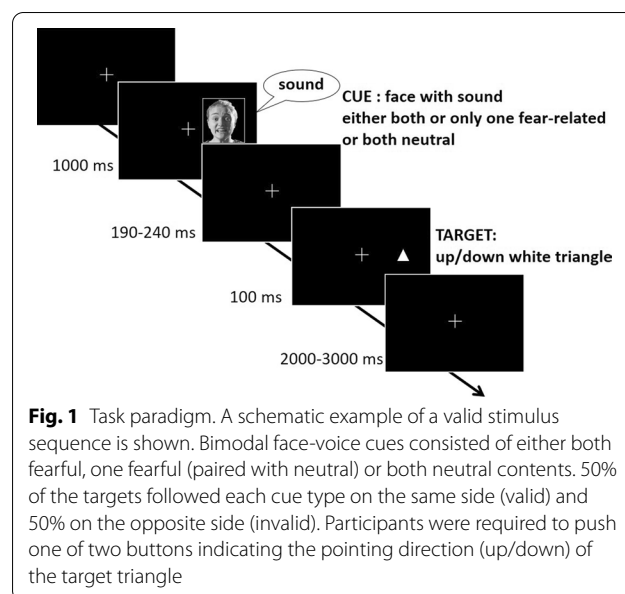 sound
CUE : face with sound
either both or only one fear-related
or both neutral
1000 ms
190-240 ms
TARGET:
up/down white triangle
100 ms
2000-3000 ms
Fig. 1 Task paradigm. A schematic example of a valid stimulus
sequence is shown. Bimodal face-voice cues consisted of either both
fearful, one fearful (paired with neutral) or both neutral contents. 50%
of the targets followed each cue type on the same side (valid) and
50% on the opposite side (invalid). Participants were required to push
one of two buttons indicating the pointing direction (up/down) of
the target triangle